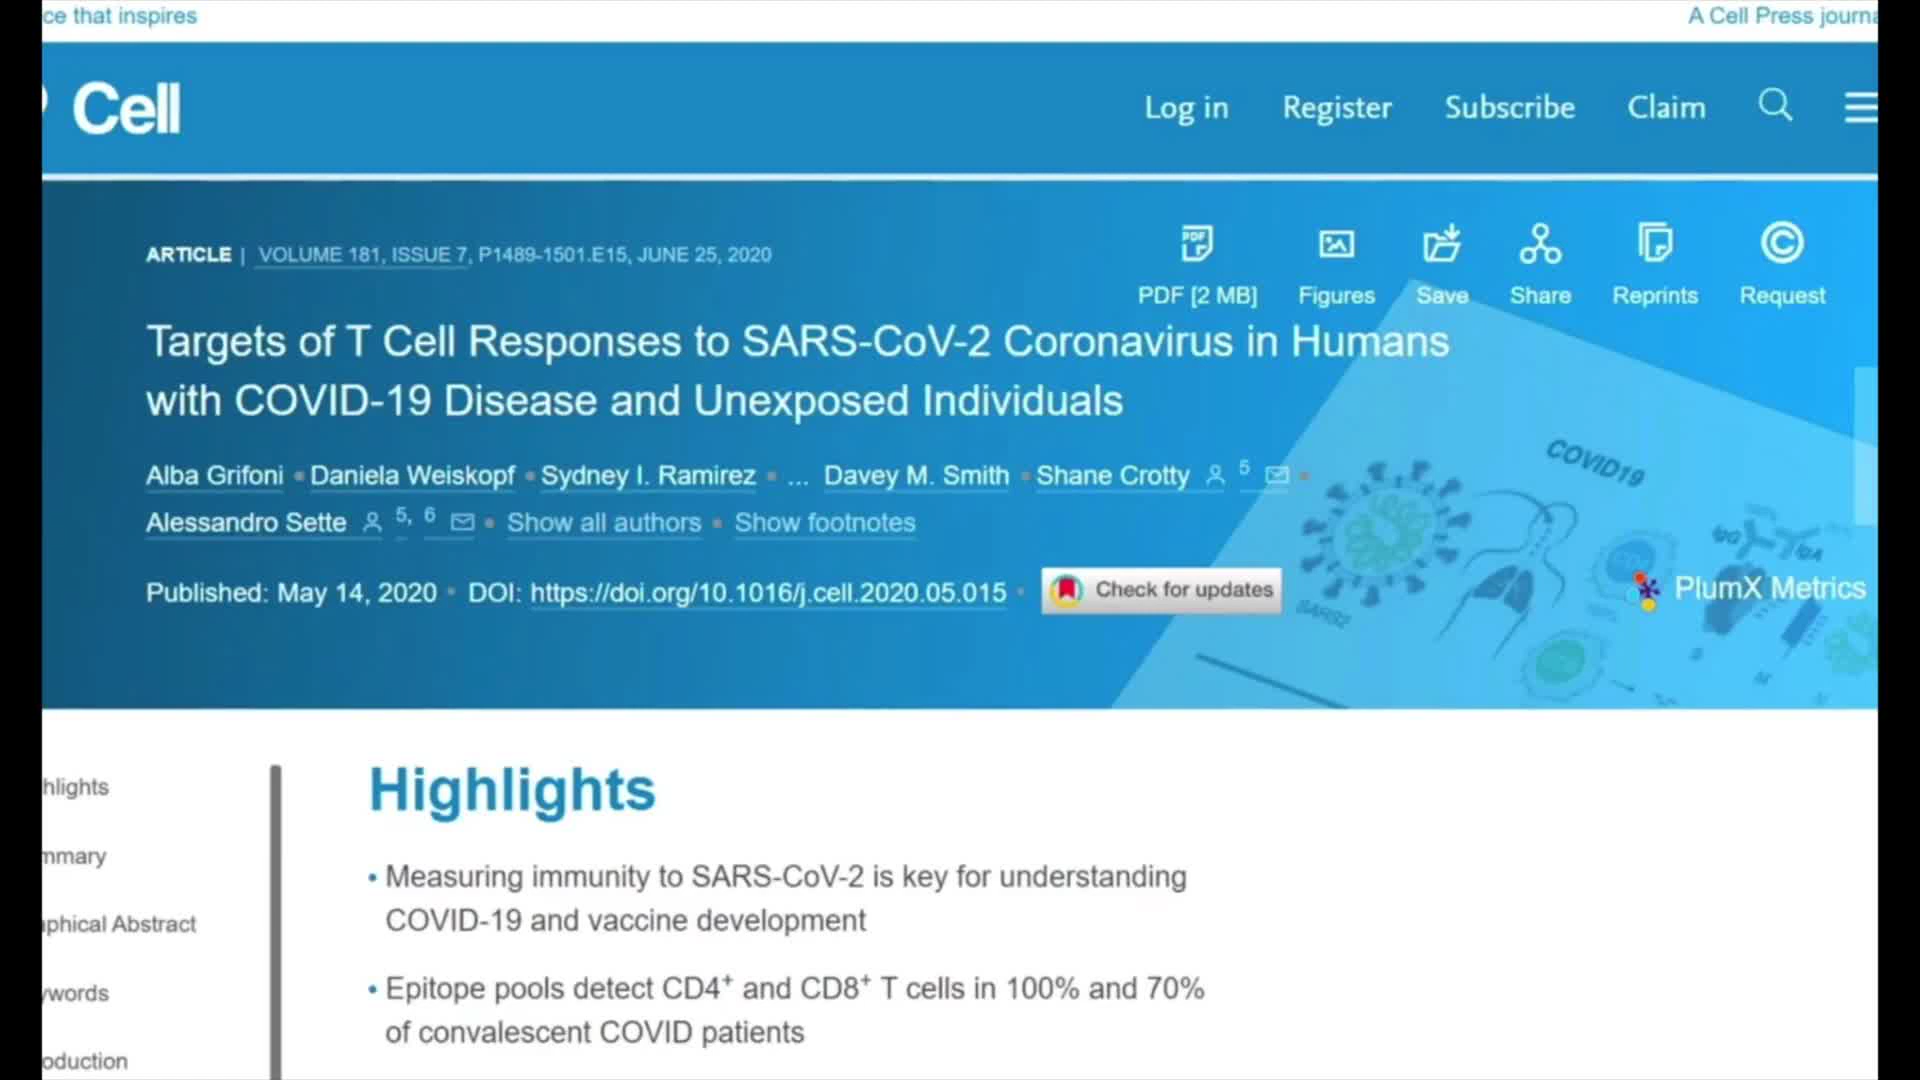 ce that inspires
A Cell Press journa
Cell
Log in Register Subscribe Claim
ARTICLE | VOLUME 181, ISSUE 7, P1489-1501.E15, JUNE 25, 2020
PDF [2 MB] Figures Save Share Reprints Request
Targets of T Cell Responses to SARS-CoV-2 Coronavirus in Humans
with COVID-19 Disease and Unexposed Individuals
Alba Grifoni • Daniela Weiskopf • Sydney I. Ramirez • ... Davey M. Smith • Shane Crotty 5 •
Alessandro Sette 5, 6 • Show all authors • Show footnotes
Published: May 14, 2020 • DOI: https://doi.org/10.1016/j.cell.2020.05.015 •
Check for updates
PlumX Metrics
COVID19
SARS2
IgG
IgA
hlights
mmary
phical Abstract
words
oduction
Highlights
• Measuring immunity to SARS-CoV-2 is key for understanding
COVID-19 and vaccine development
• Epitope pools detect CD4⁺ and CD8⁺ T cells in 100% and 70%
of convalescent COVID patients